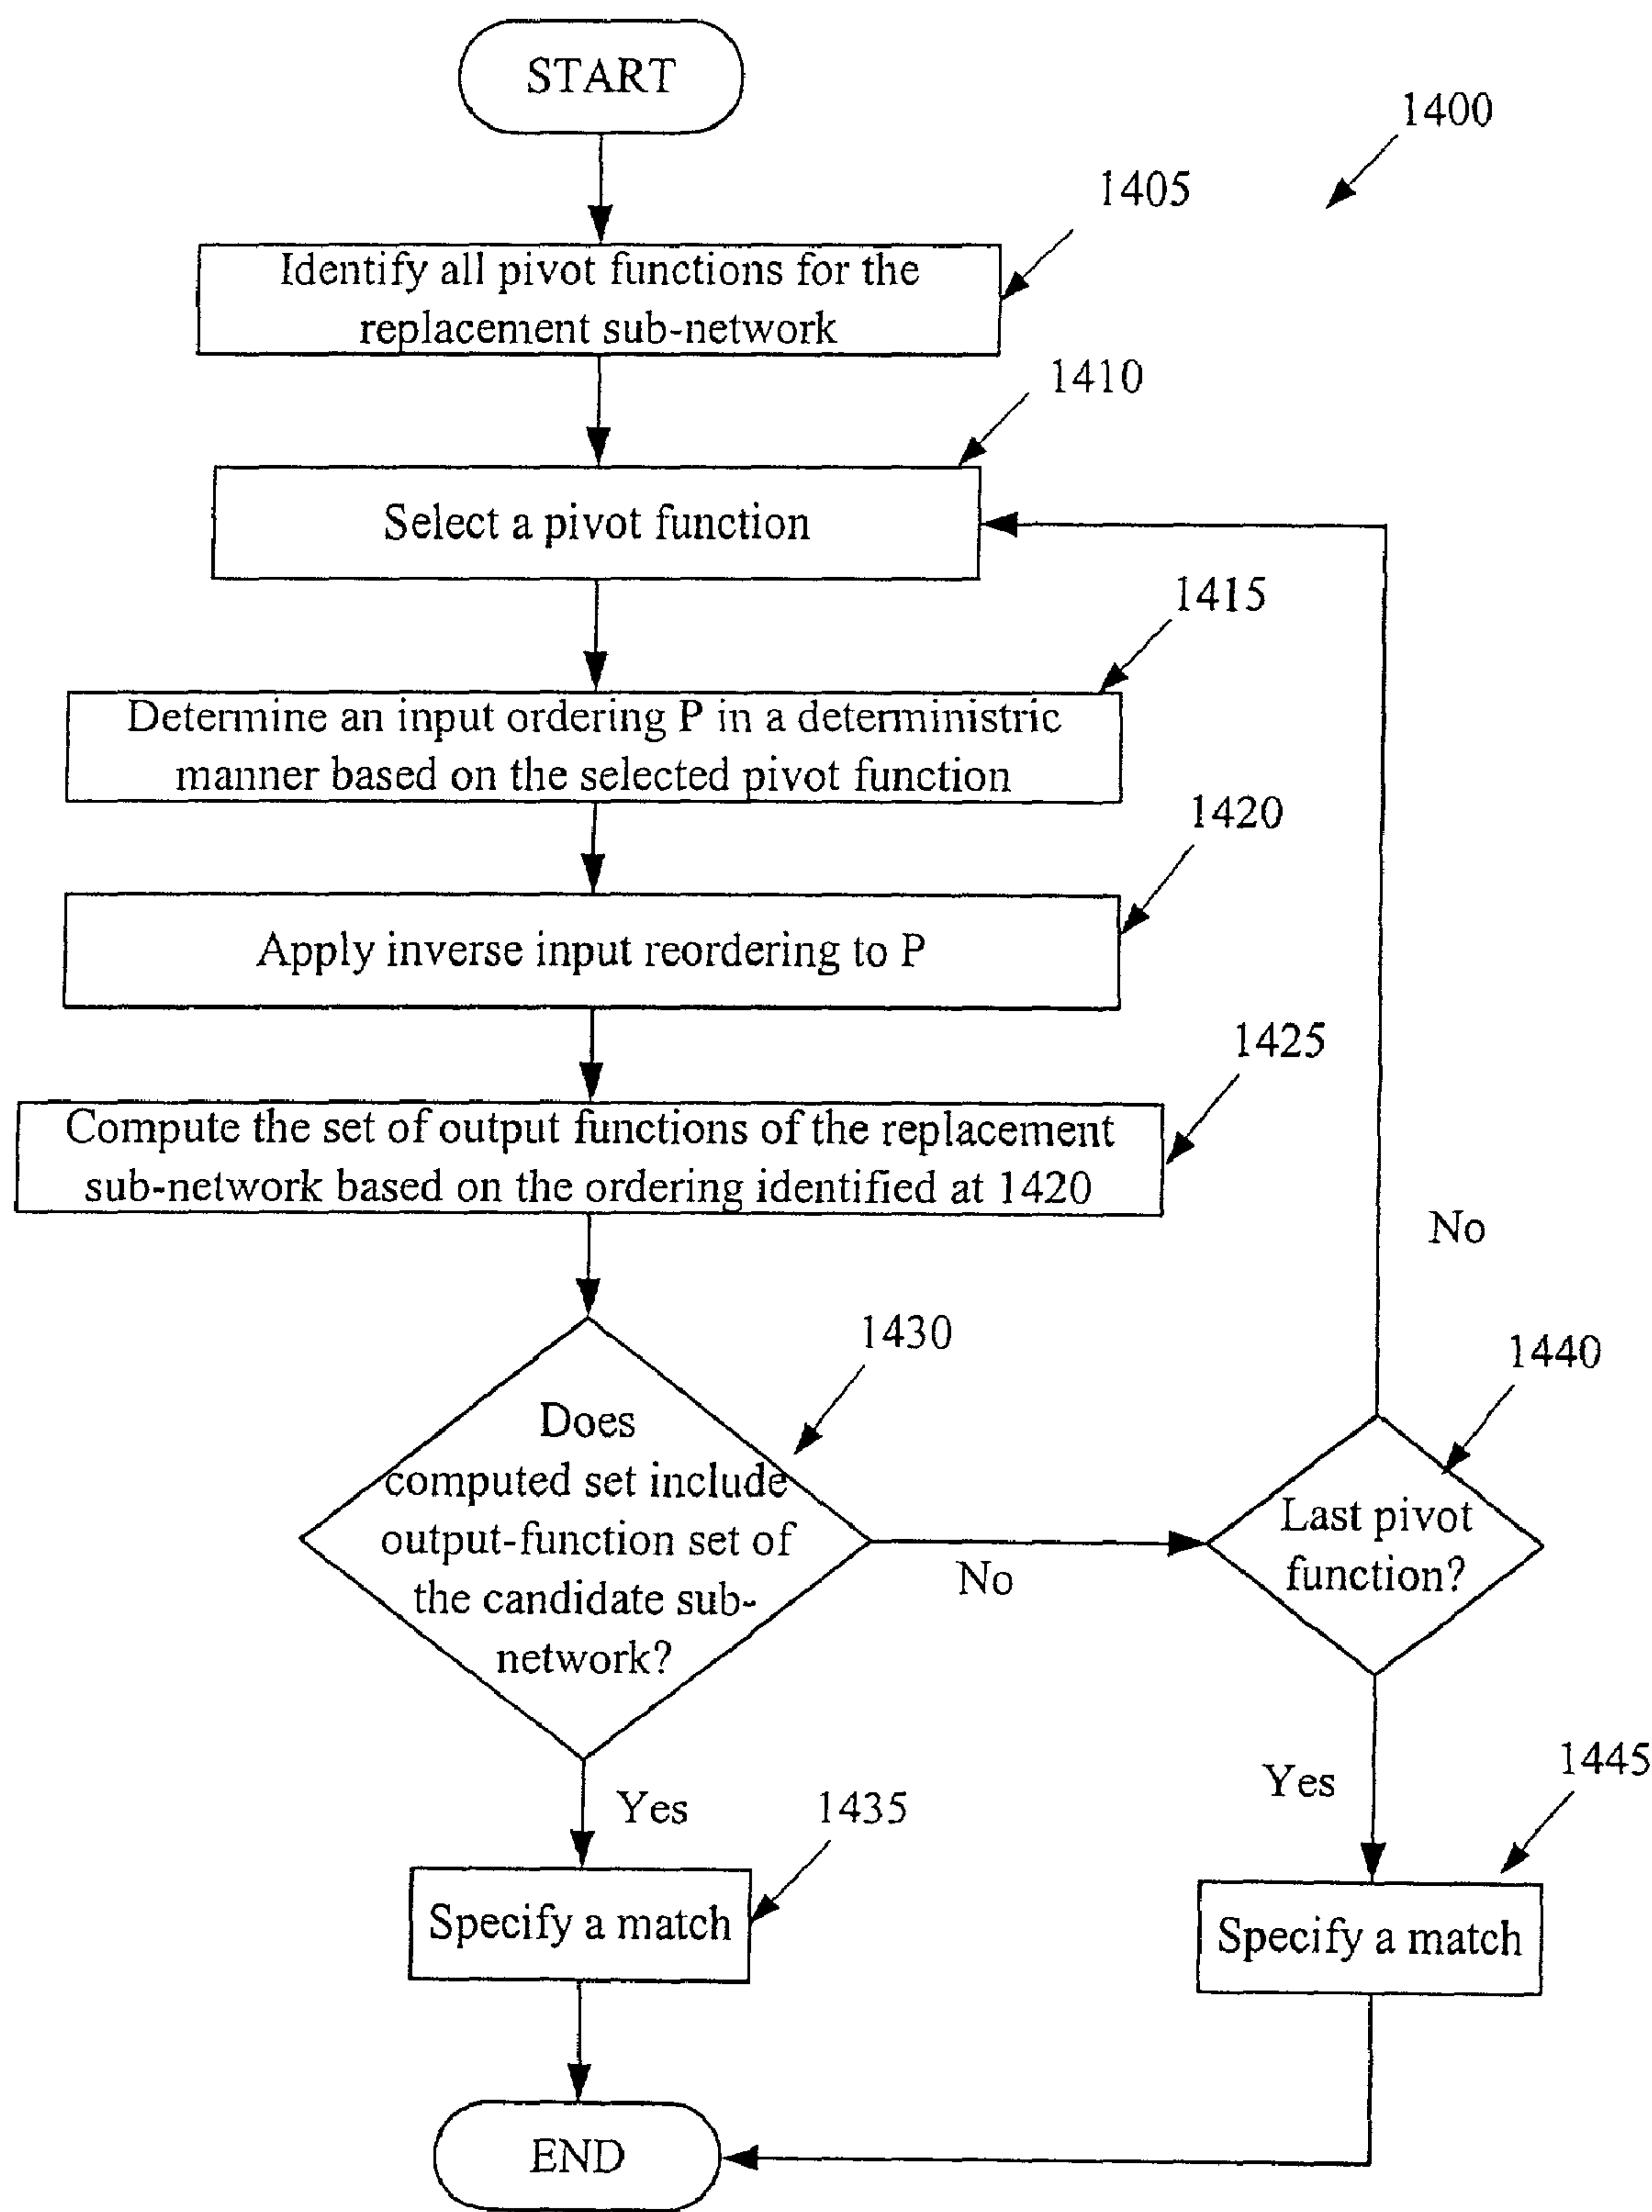 START
1400
1405
Identify all pivot functions for the
replacement sub-network
1410
Select a pivot function
1415
Determine an input ordering P in a deterministric
manner based on the selected pivot function
1420
Apply inverse input reordering to P
1425
Compute the set of output functions of the replacement
sub-network based on the ordering identified at 1420
No
1430
1440
Does
computed set include
output-function set of
the candidate sub-
network?
No
Last pivot
function?
Yes
1435
Yes
1445
Specify a match
Specify a match
END